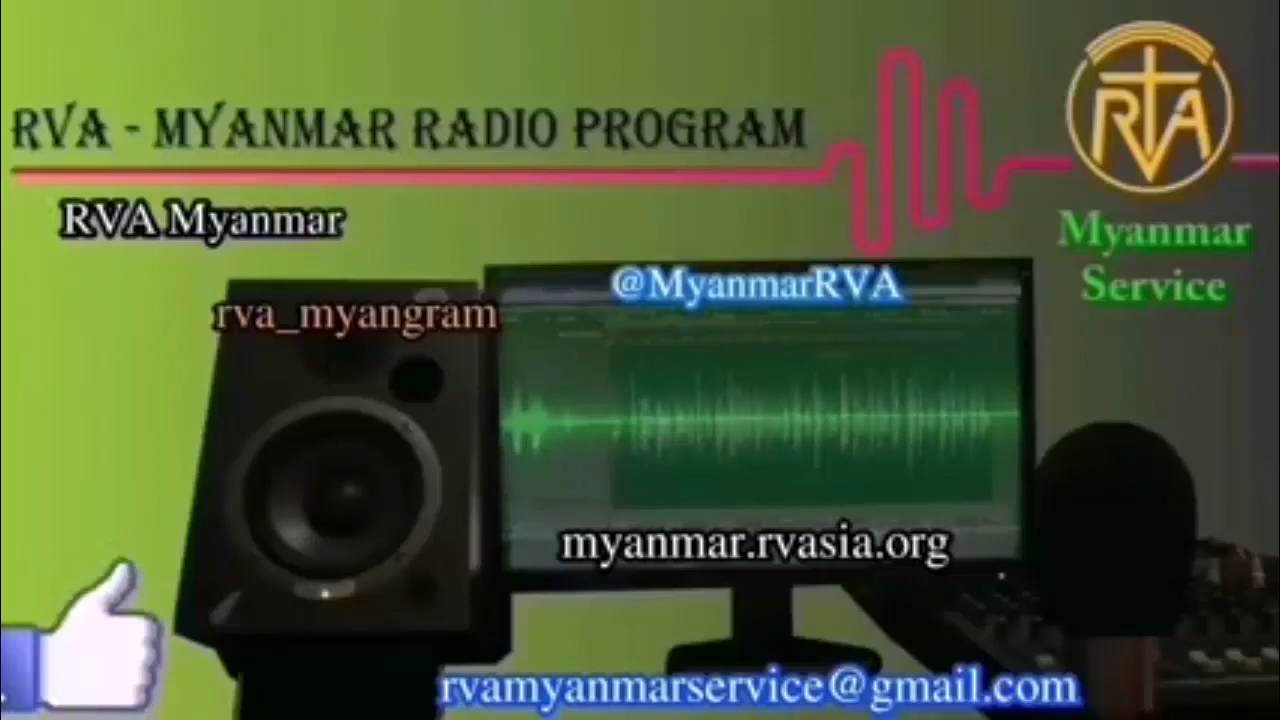 RVA - MYANMAR RADIO PROGRAM
RVA
RVA Myanmar
Myanmar
Service
@MyanmarRVA
rva_myangram
myanmar.rvasia.org
rvamyanmarservice@gmail.com